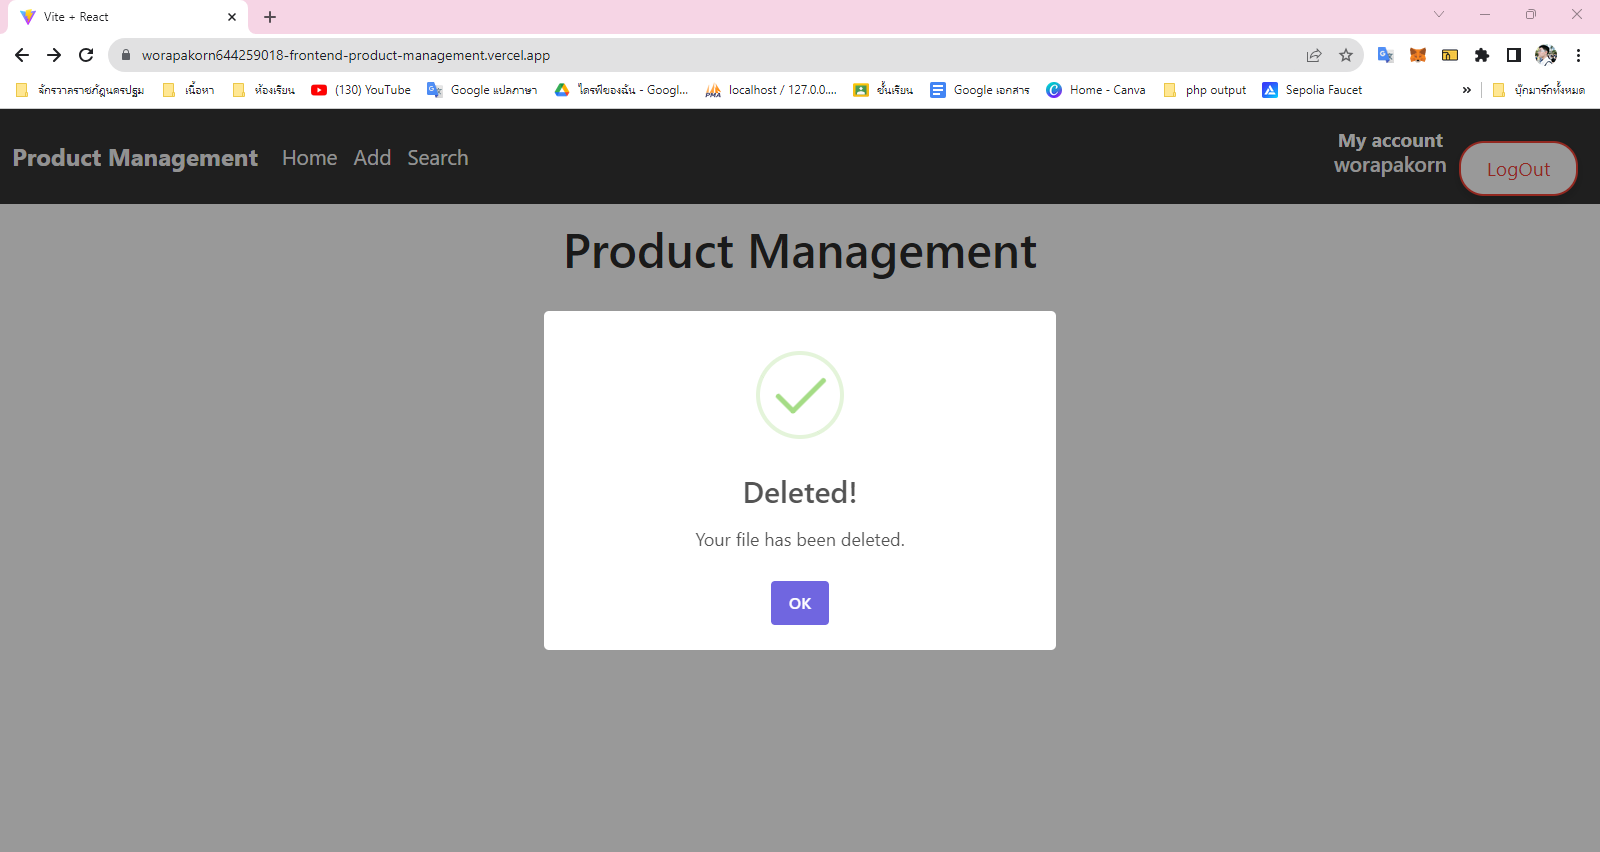 Vite + React
worapakorn644259018-frontend-product-management.vercel.app
จักรวาลราชภัฏนครปฐม เนื้อหา ห้องเรียน (130) YouTube Google แปลภาษา ไดรฟ์ของฉัน - Googl... localhost / 127.0.0.... ชั้นเรียน Google เอกสาร Home - Canva php output Sepolia Faucet » บุ๊กมาร์กทั้งหมด
Product Management Home Add Search
My account
worapakorn
LogOut
Product Management
Deleted!
Your file has been deleted.
OK